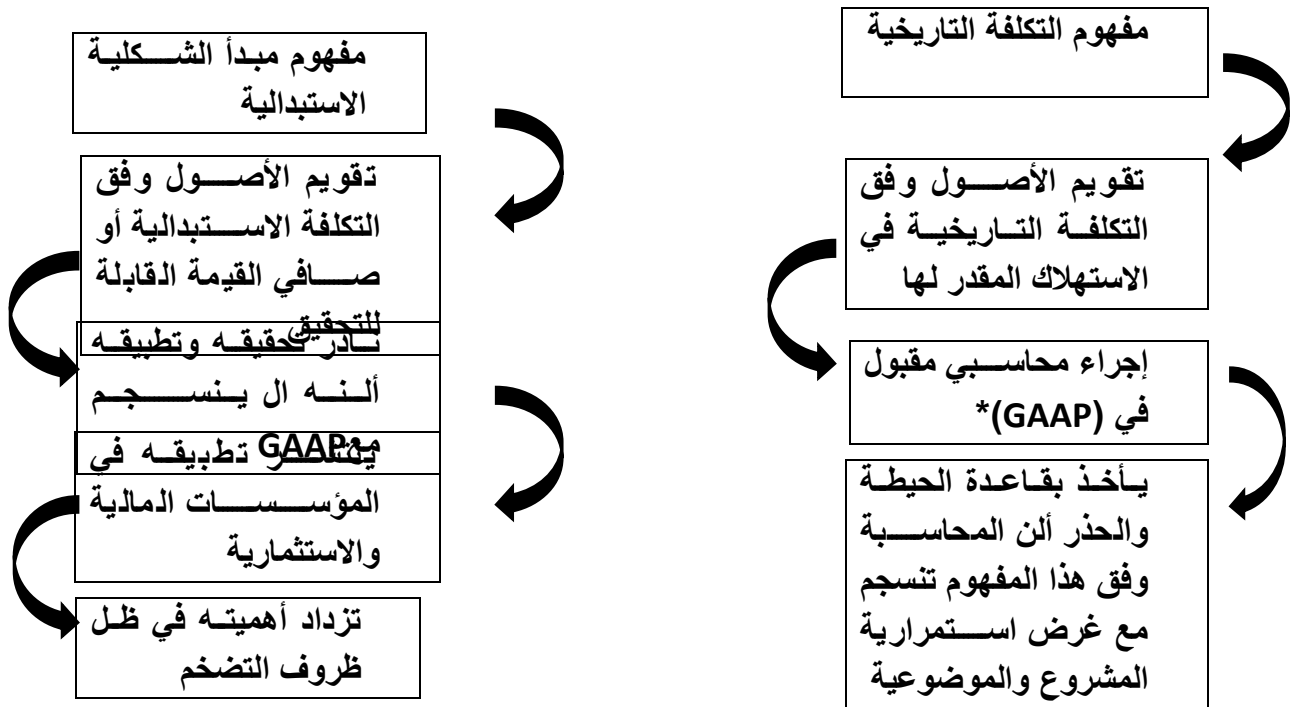 مفهوم التكلفة التاريخية
تقويم الأصول وفق
التكلفة التاريخية في
الاستهلاك المقدر لها
إجراء محاسبي مقبول
في (GAAP)*
يأخذ بقاعدة الحيطة
والحذر ألن المحاسبة
وفق هذا المفهوم تنسجم
مع غرض استمرارية
المشروع والموضوعية
مفهوم مبدأ الشكلية
الاستبدالية
تقويم الأصول وفق
التكلفة الاستبدالية أو
صافي القيمة القابلة
للتحقيق
نادر تحقيقه وتطبيقه
ألنه ال ينسجم
مع GAAP
ينتشر تطبيقه في
المؤسسات المالية
والاستثمارية
تزداد أهميته في ظل
ظروف التضخم